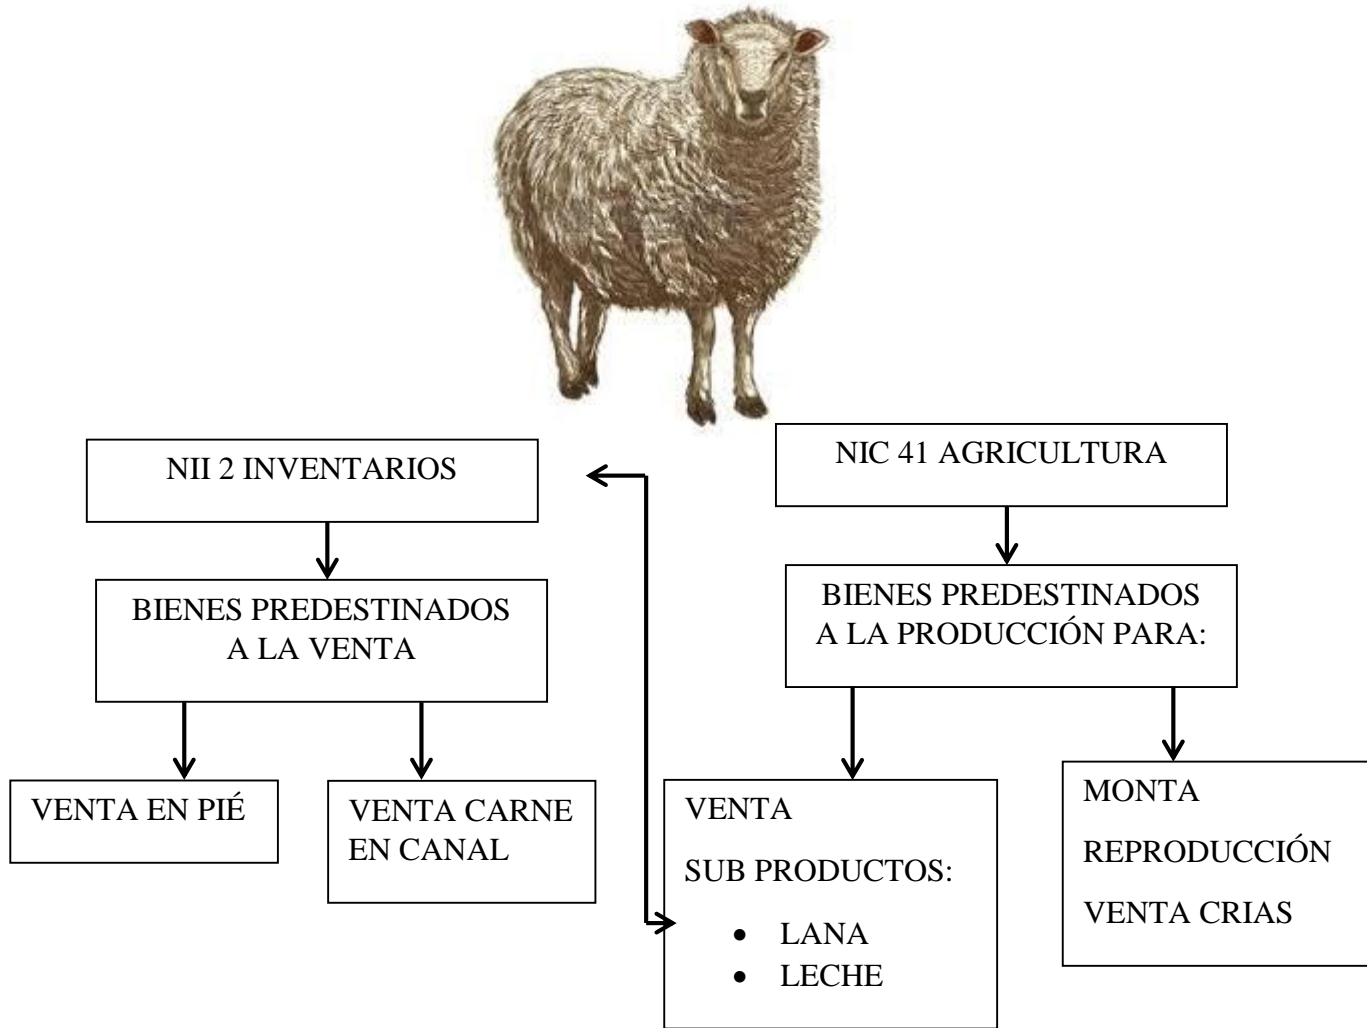 NII 2 INVENTARIOS
NIC 41 AGRICULTURA
BIENES PREDESTINADOS
A LA VENTA
BIENES PREDESTINADOS
A LA PRODUCCIÓN PARA:
VENTA EN PIÉ
VENTA CARNE
EN CANAL
VENTA
SUB PRODUCTOS:
• LANA
• LECHE
MONTA
REPRODUCCIÓN
VENTA CRIAS